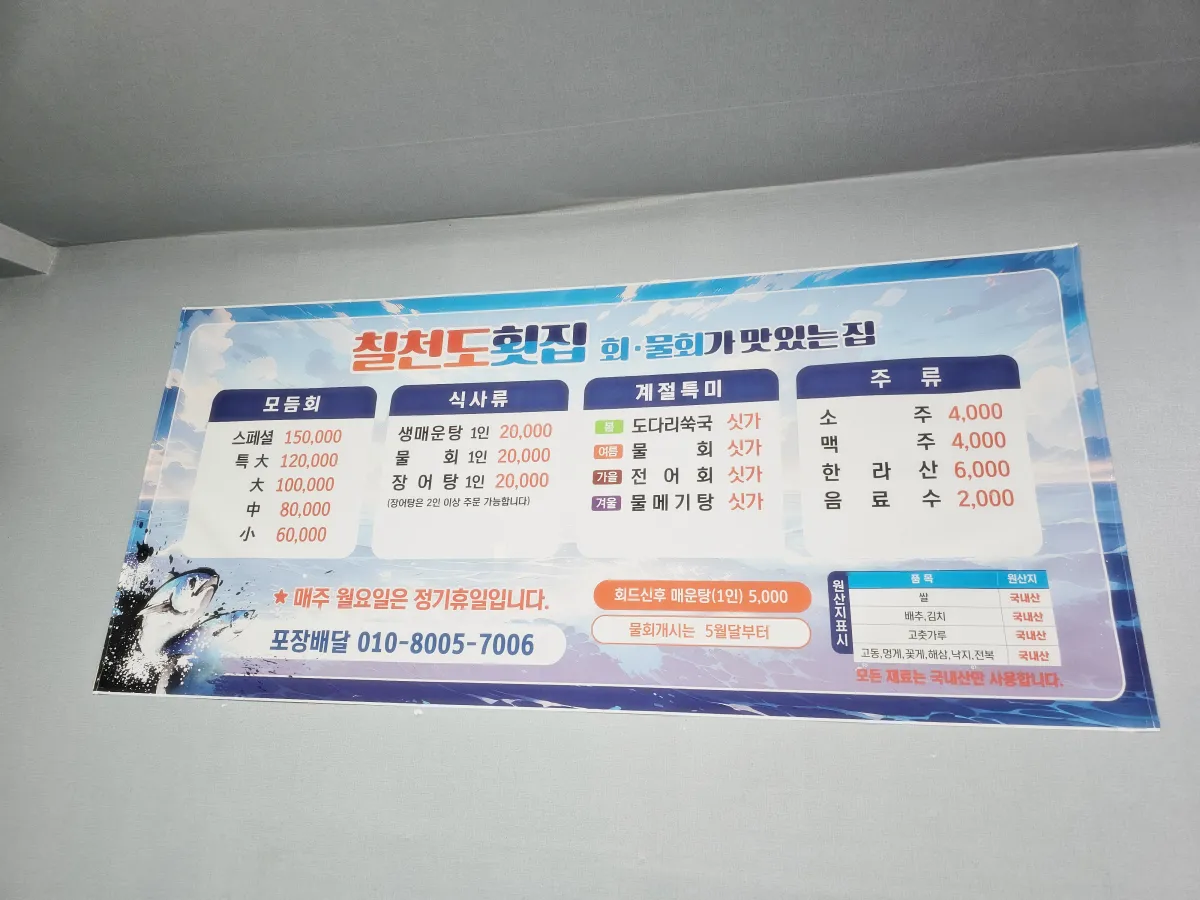 칠천도횟집 회·물회가 맛있는 집
모듬회
스페셜 150,000
특大 120,000
大 100,000
中 80,000
小 60,000
식사류
생매운탕 1인 20,000
물 회 1인 20,000
장 어 탕 1인 20,000
(장어탕은 2인 이상 주문 가능합니다)
계절특미
봄 도다리쑥국 싯가
여름 물 회 싯가
가을 전 어 회 싯가
겨울 물메기탕 싯가
주 류
소 주 4,000
맥 주 4,000
한 라 산 6,000
음 료 수 2,000
★ 매주 월요일은 정기휴일입니다.
포장배달 010-8005-7006
회드신후 매운탕(1인) 5,000
물회개시는 5월달부터
원산지표시
품 목 원산지
쌀 국내산
배추,김치 국내산
고춧가루 국내산
고동,멍게,꽃게,해삼,낙지,전복 국내산
모든 재료는 국내산만 사용합니다.